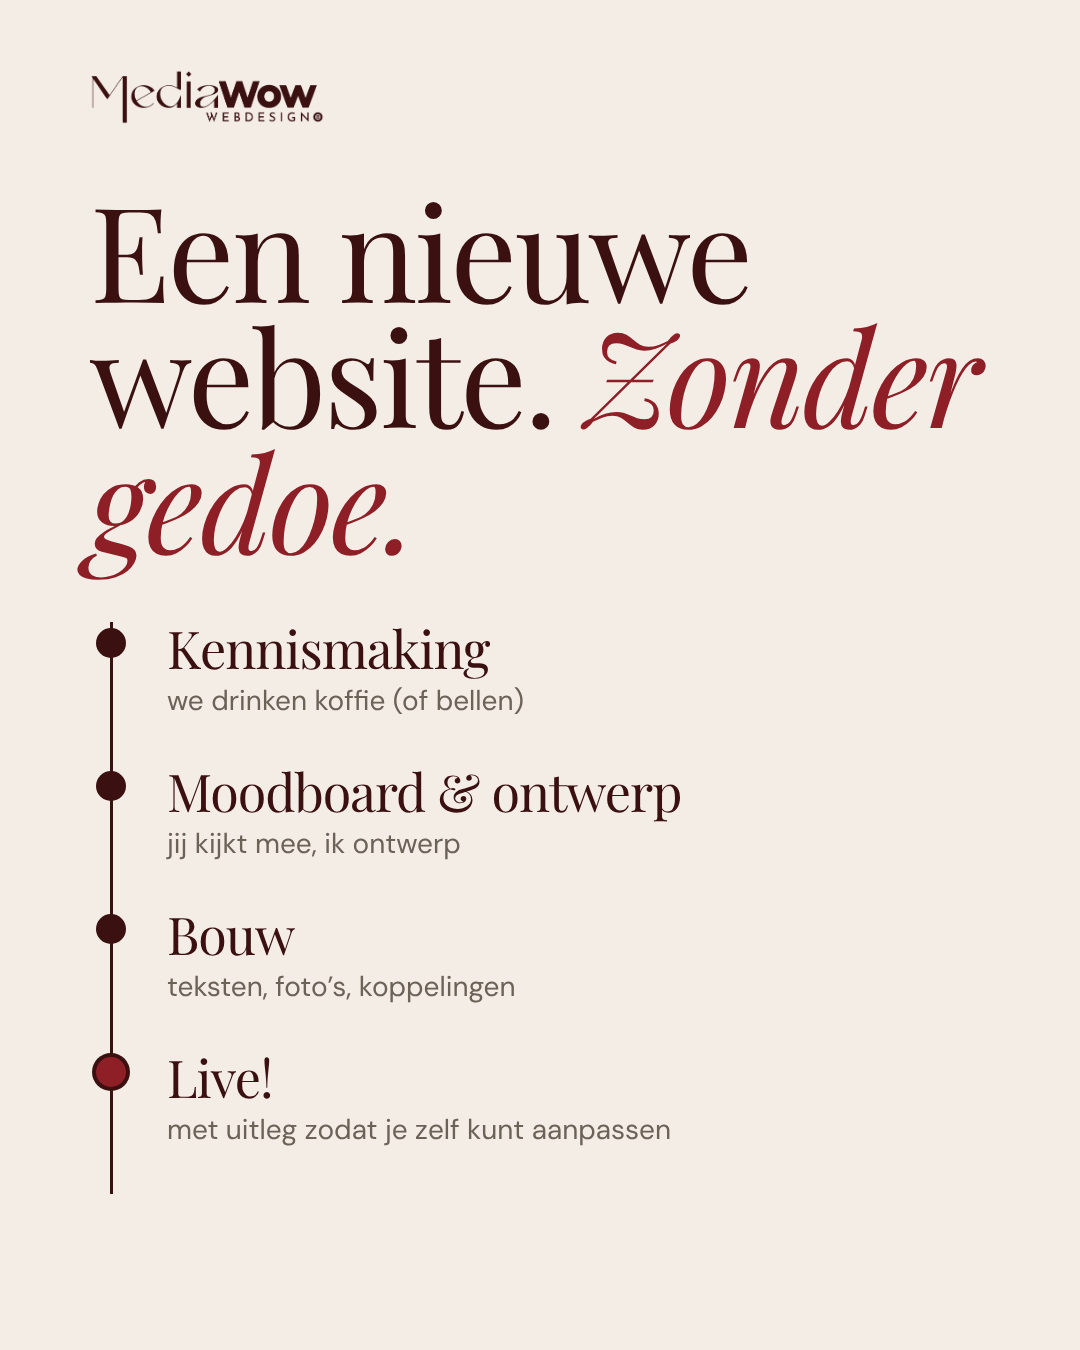 MediaWow
WEBDESIGN
Een nieuwe
website. Zonder
gedoe.
Kennismaking
we drinken koffie (of bellen)
Moodboard & ontwerp
jij kijkt mee, ik ontwerp
Bouw
teksten, foto’s, koppelingen
Live!
met uitleg zodat je zelf kunt aanpassen